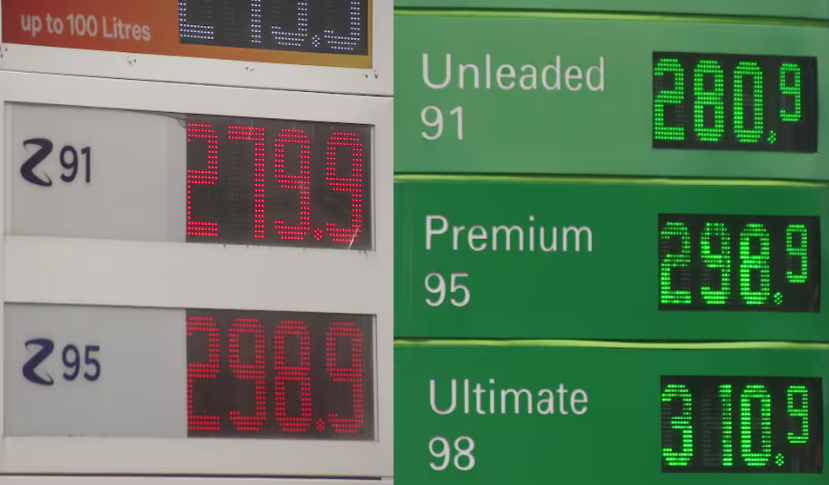 up to 100 Litres
Z 91
279.9
Z 95
298.9
Unleaded
91
280.9
Premium
95
298.9
Ultimate
98
310.9